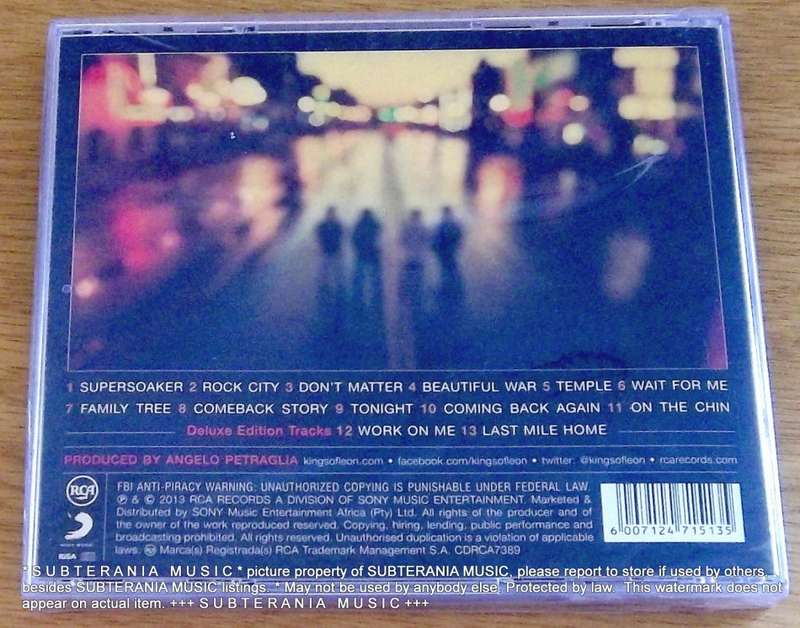 1 SUPERSOAKER 2 ROCK CITY 3 DON'T MATTER 4 BEAUTIFUL WAR 5 TEMPLE 6 WAIT FOR ME
7 FAMILY TREE 8 COMEBACK STORY 9 TONIGHT 10 COMING BACK AGAIN 11 ON THE CHIN
Deluxe Edition Tracks 12 WORK ON ME 13 LAST MILE HOME
PRODUCED BY ANGELO PETRAGLIA kingsofleon.com • facebook.com/kingsofleon • twitter: @kingsofleon • rcarecords.com
RCA
FBI ANTI-PIRACY WARNING: UNAUTHORIZED COPYING IS PUNISHABLE UNDER FEDERAL LAW.
℗ & © 2013 RCA RECORDS A DIVISION OF SONY MUSIC ENTERTAINMENT. Marketed &
Distributed by SONY Music Entertainment Africa (Pty) Ltd. All rights of the producer and of
the owner of the work reproduced reserved. Copying, hiring, lending, public performance and
broadcasting prohibited. All rights reserved. Unauthorised duplication is a violation of applicable
laws. Marca(s) Registrada(s) RCA Trademark Management S.A. CDRCA7389
RiSA
6 007124 715135
* S U B T E R A N I A M U S I C * picture property of SUBTERANIA MUSIC, please report to store if used by others
besides SUBTERANIA MUSIC listings. * May not be used by anybody else. Protected by law. This watermark does not
appear on actual item. +++ S U B T E R A N I A M U S I C +++